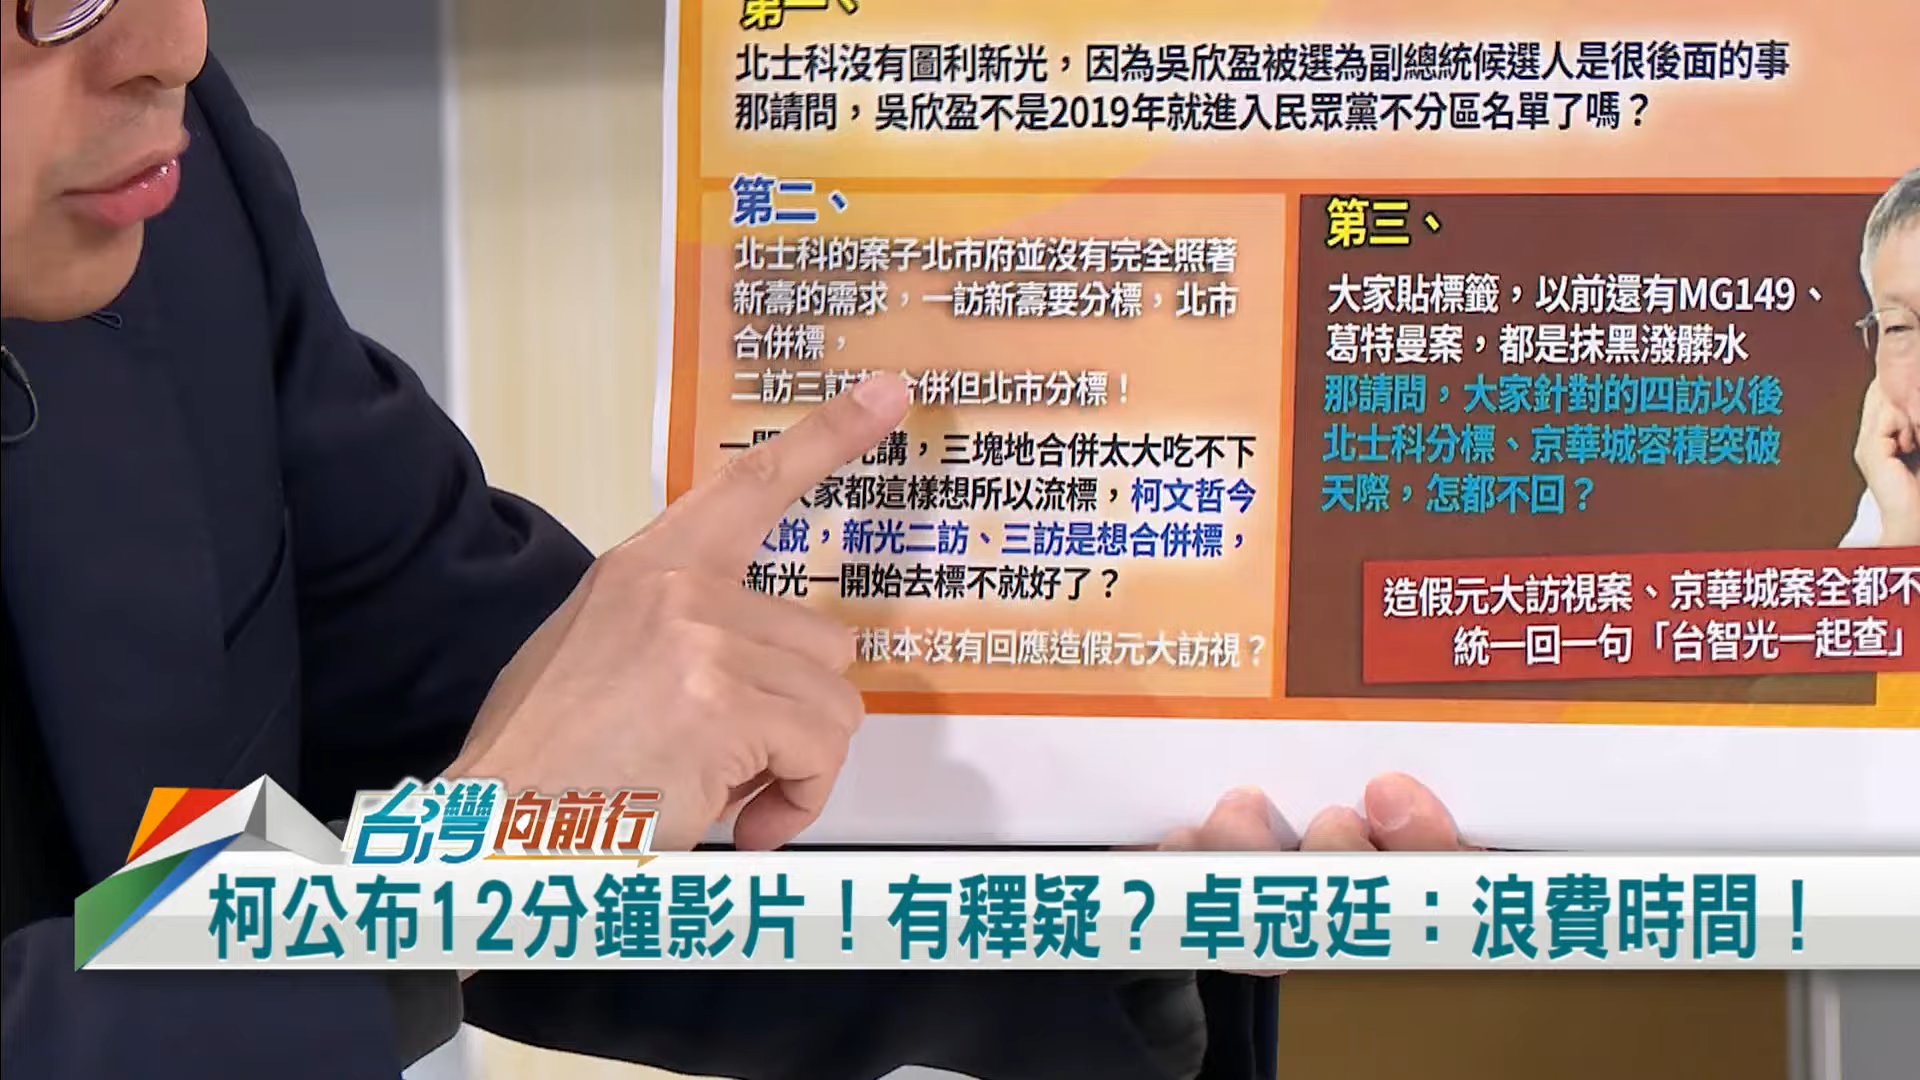 第一、
北士科沒有圖利新光，因為吳欣盈被選為副總統候選人是很後面的事
那請問，吳欣盈不是2019年就進入民眾黨不分區名單了嗎？
第二、
北士科的案子北市府並沒有完全照著
新壽的需求，一訪新壽要分標，北市
合併標，
二訪三訪 合併但北市分標！
一 講，三塊地合併太大吃不下
大家都這樣想所以流標，柯文哲今
又說，新光二訪、三訪是想合併標，
新光一開始去標不就好了？
根本沒有回應造假元大訪視？
第三、
大家貼標籤，以前還有MG149、
葛特曼案，都是抹黑潑髒水
那請問，大家針對的四訪以後
北士科分標、京華城容積突破
天際，怎都不回？
造假元大訪視案、京華城案全都不
統一回一句「台智光一起查」
台灣向前行
柯公布12分鐘影片！有釋疑？卓冠廷：浪費時間！